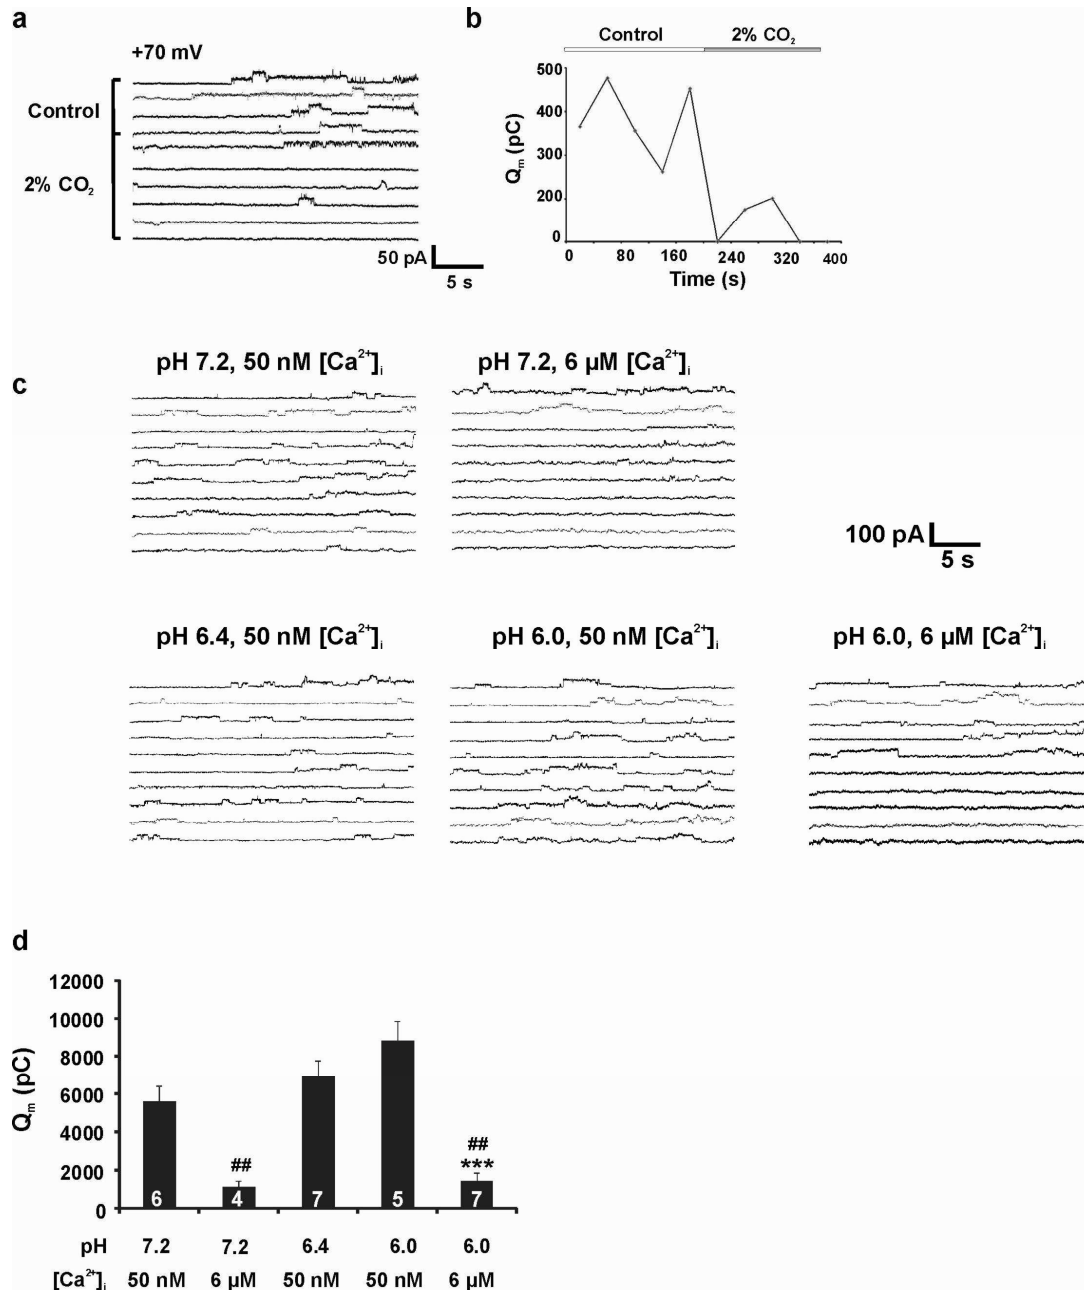 a
+70 mV
Control
2% CO₂
50 pA
5 s
b
Control 2% CO₂
500
400
300
200
0
Qₘ (pC)
0 80 160 240 320 400
Time (s)
c
pH 7.2, 50 nM [Ca²⁺]ᵢ pH 7.2, 6 µM [Ca²⁺]ᵢ
100 pA
5 s
pH 6.4, 50 nM [Ca²⁺]ᵢ pH 6.0, 50 nM [Ca²⁺]ᵢ pH 6.0, 6 µM [Ca²⁺]ᵢ
d
12000
10000
8000
6000
4000
2000
0
Qₘ (pC)
##
##
***
6 4 7 5 7
pH 7.2 7.2 6.4 6.0 6.0
[Ca²⁺]ᵢ 50 nM 6 µM 50 nM 50 nM 6 µM